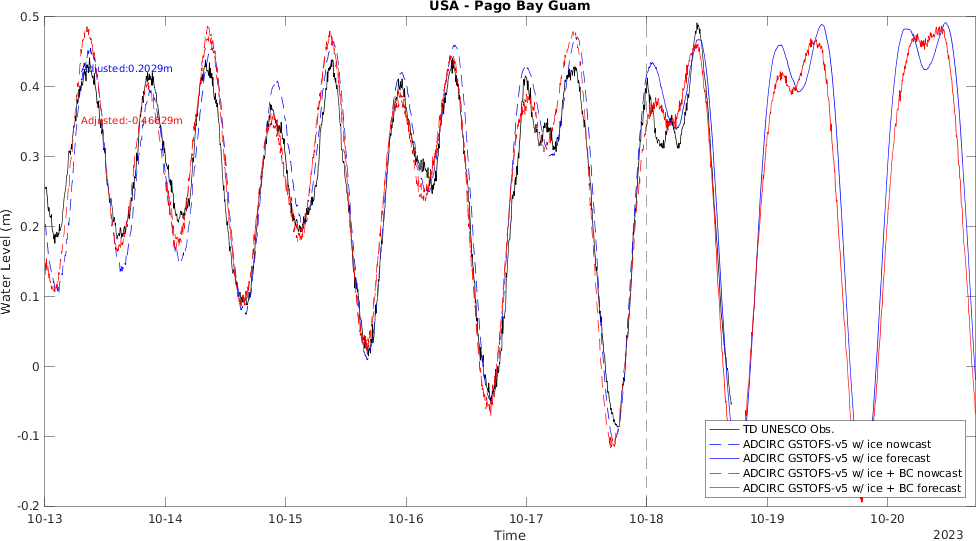 USA - Pago Bay Guam
0.5
0.4
0.3
0.2
0.1
0
-0.1
-0.2
Water Level (m)
Adjusted:0.2029m
TD UNESCO Obs.
ADCIRC GSTOFS-v5 w/ ice nowcast
ADCIRC GSTOFS-v5 w/ ice forecast
ADCIRC GSTOFS-v5 w/ ice + BC nowcast
ADCIRC GSTOFS-v5 w/ ice + BC forecast
10-13 10-14 10-15 10-16 10-17 10-18 10-19 10-20
Time
2023